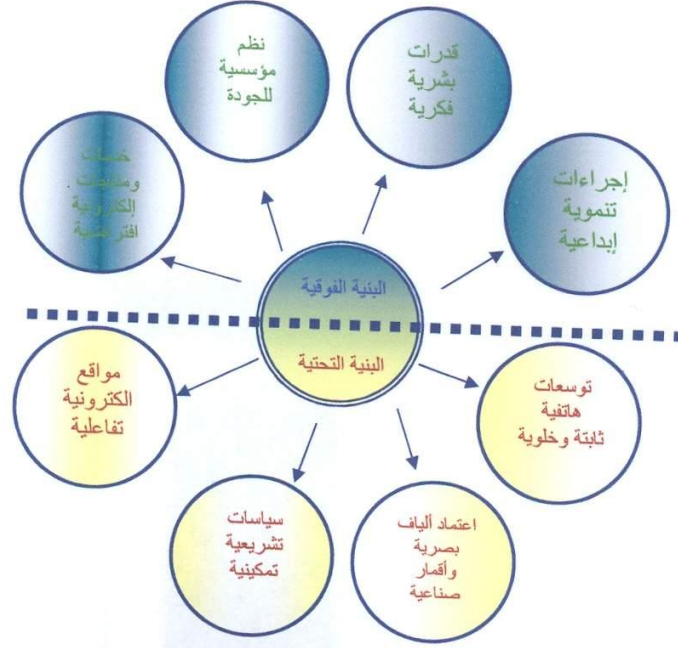 نظم
مؤسسية
للجودة
قدرات
بشرية
فكرية
إجراءات
تنموية
إبداعية
إلكترونية
افتراضية
البنية الفوقية
البنية التحتية
مواقع
الكترونية
تفاعلية
توسعات
هاتفية
ثابتة وخلوية
سياسات
تشريعية
تمكينية
اعتماد ألياف
بصرية
وأقمار
صناعية